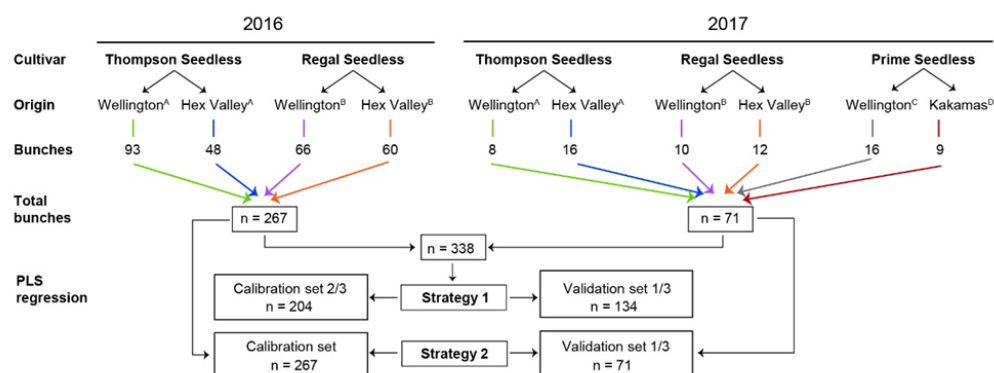 2016 2017
Cultivar Thompson Seedless Regal Seedless Thompson Seedless Regal Seedless Prime Seedless
Origin Wellingtonᴬ Hex Valleyᴬ Wellingtonᴮ Hex Valleyᴮ Wellingtonᴬ Hex Valleyᴬ Wellingtonᴮ Hex Valleyᴮ Wellingtonᶜ Kakamasᴰ
Bunches 93 48 66 60 8 16 10 12 16 9
Total
bunches
n = 267 n = 71
n = 338
PLS
regression
Calibration set 2/3
n = 204
Strategy 1
Validation set 1/3
n = 134
Calibration set
n = 267
Strategy 2
Validation set 1/3
n = 71